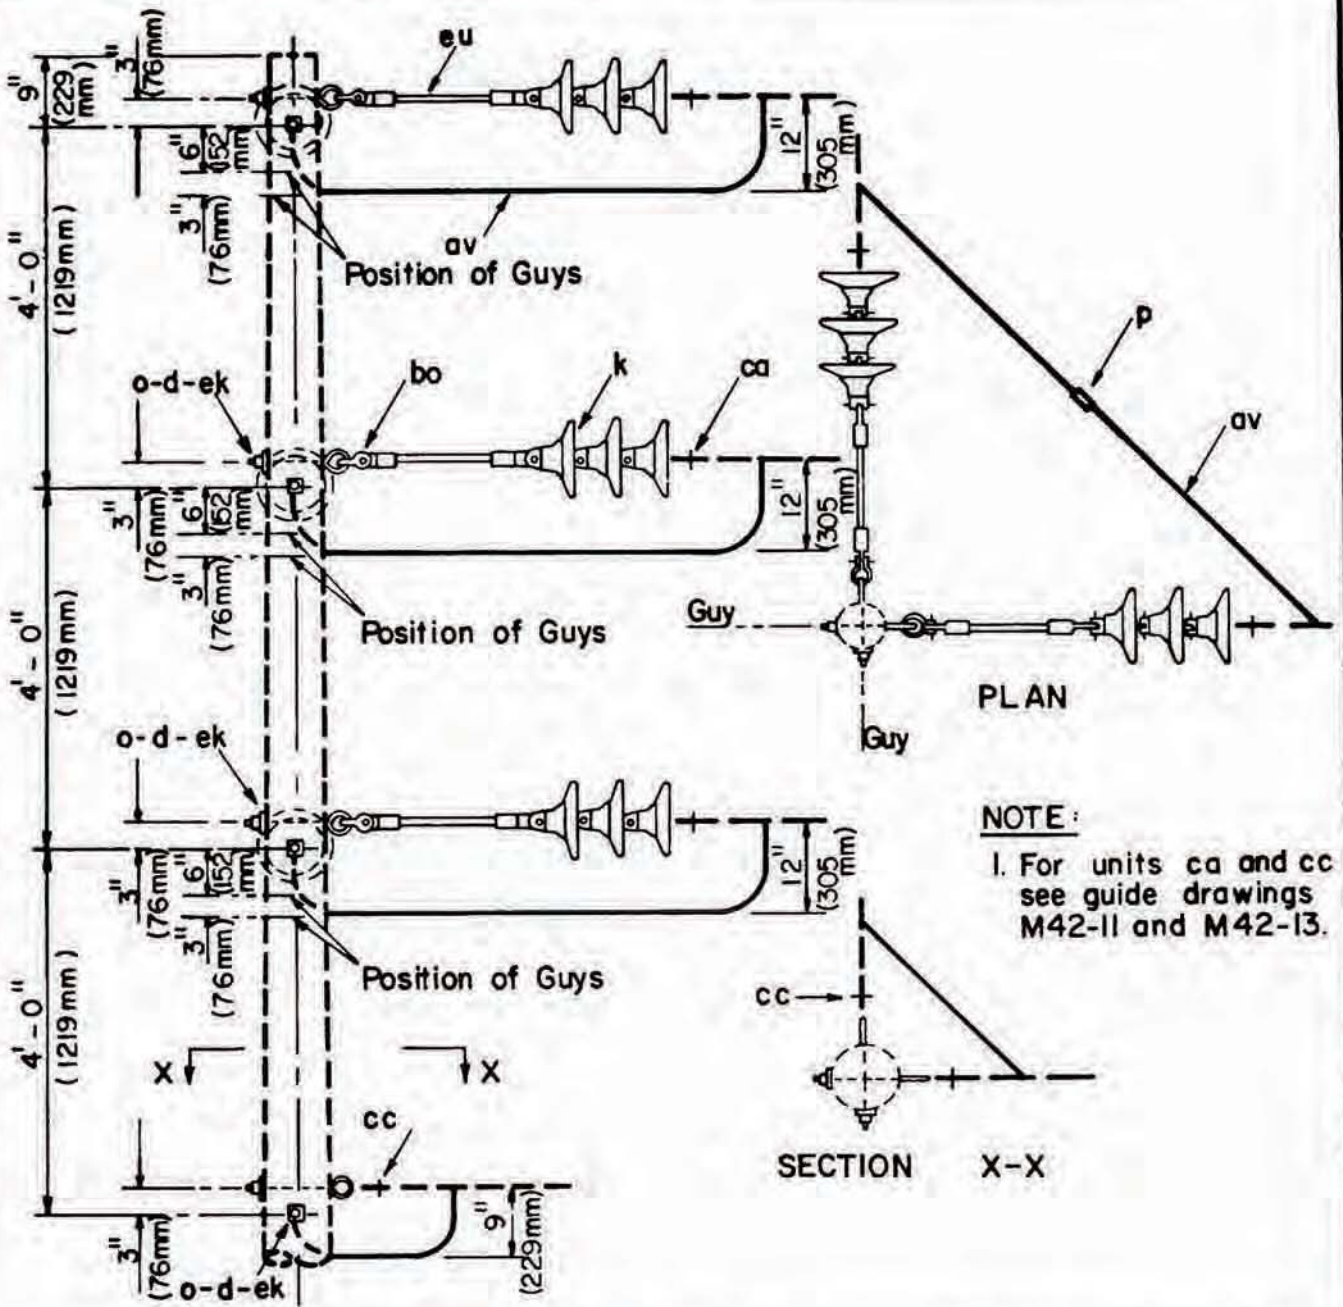 9"
(229
mm)
3"
(76mm)
eu
6"
(152
mm
3"
(76mm)
av
12"
(305
mm)
Position of Guys
4'-0"
(1219mm)
o-d-ek
bo
k
ca
p
av
3"
(76mm)
6"
(152
mm
3"
(76mm)
12"
(305
mm)
Position of Guys
Guy
PLAN
Guy
4'-0"
(1219mm)
o-d-ek
3"
(76mm)
6"
(152
mm
3"
(76mm)
12"
(305
mm)
Position of Guys
NOTE:
1. For units ca and cc
see guide drawings
M42-11 and M42-13.
4'-0"
(1219mm)
X
X
cc
cc
SECTION X-X
3"
(76mm)
9"
(229mm)
o-d-ek